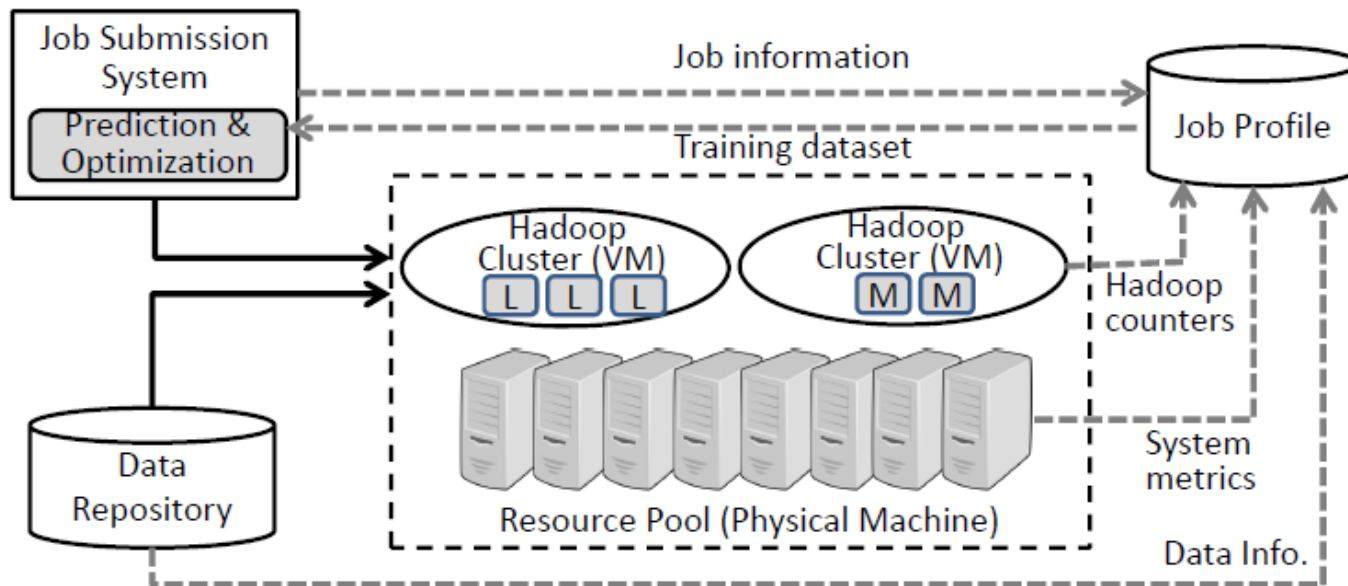 Job Submission
System
Prediction &
Optimization
Job information
Training dataset
Job Profile
Hadoop
Cluster (VM)
L L L
Hadoop
Cluster (VM)
M M
Hadoop
counters
System
metrics
Data
Repository
Resource Pool (Physical Machine)
Data Info.